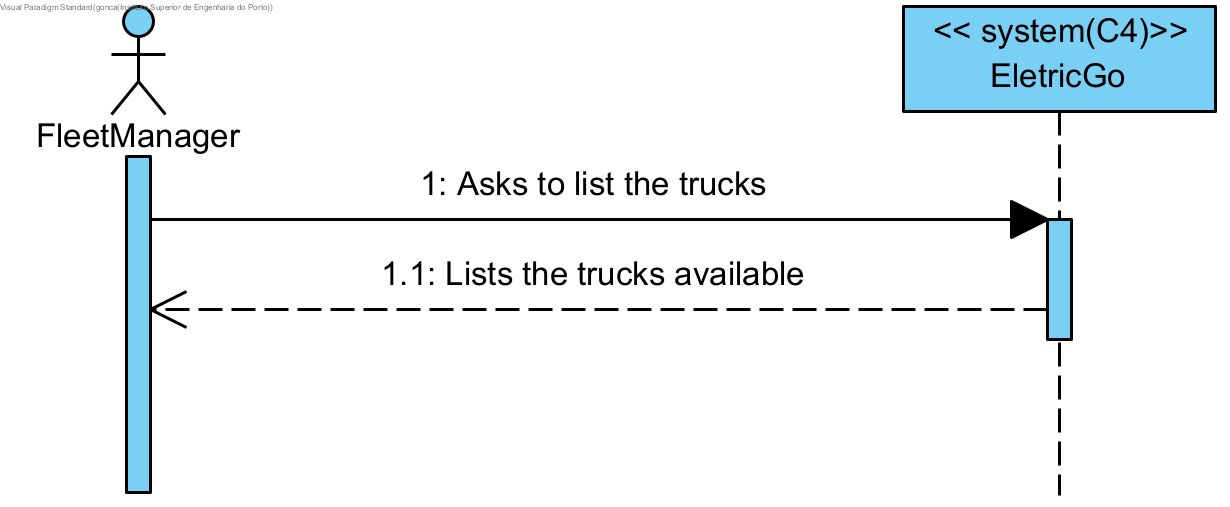 Visual Paradigm Standard(gonca(Instituto Superior de Engenharia do Porto))
<< system(C4)>>
EletricGo
FleetManager
1: Asks to list the trucks
1.1: Lists the trucks available